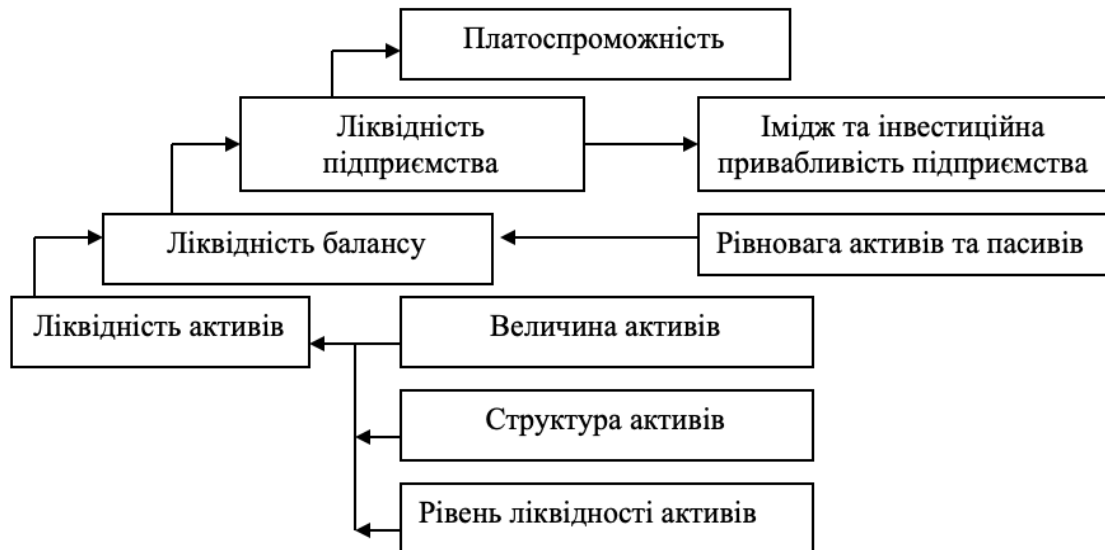 Платоспроможність
Ліквідність
підприємства
Імідж та інвестиційна
привабливість підприємства
Ліквідність балансу
Рівновага активів та пасивів
Ліквідність активів
Величина активів
Структура активів
Рівень ліквідності активів